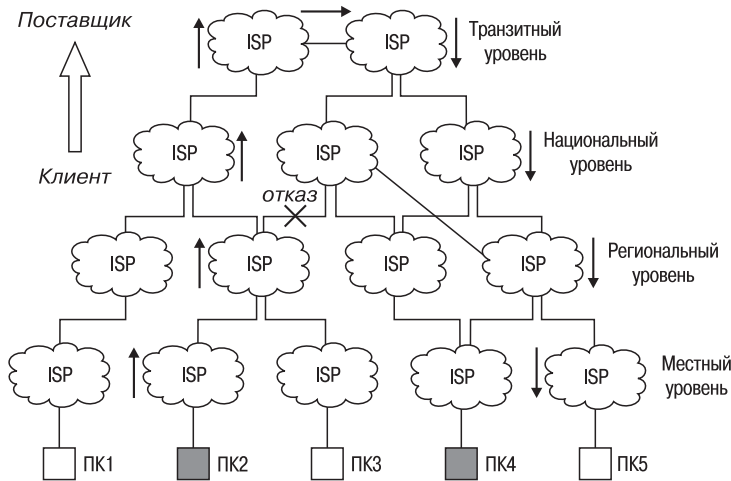 Поставщик
ISP
ISP
Транзитный
уровень
ISP
ISP
ISP
Национальный
уровень
Клиент
отказ
ISP
ISP
ISP
ISP
Региональный
уровень
ISP
ISP
ISP
ISP
ISP
Местный
уровень
ПК1
ПК2
ПК3
ПК4
ПК5